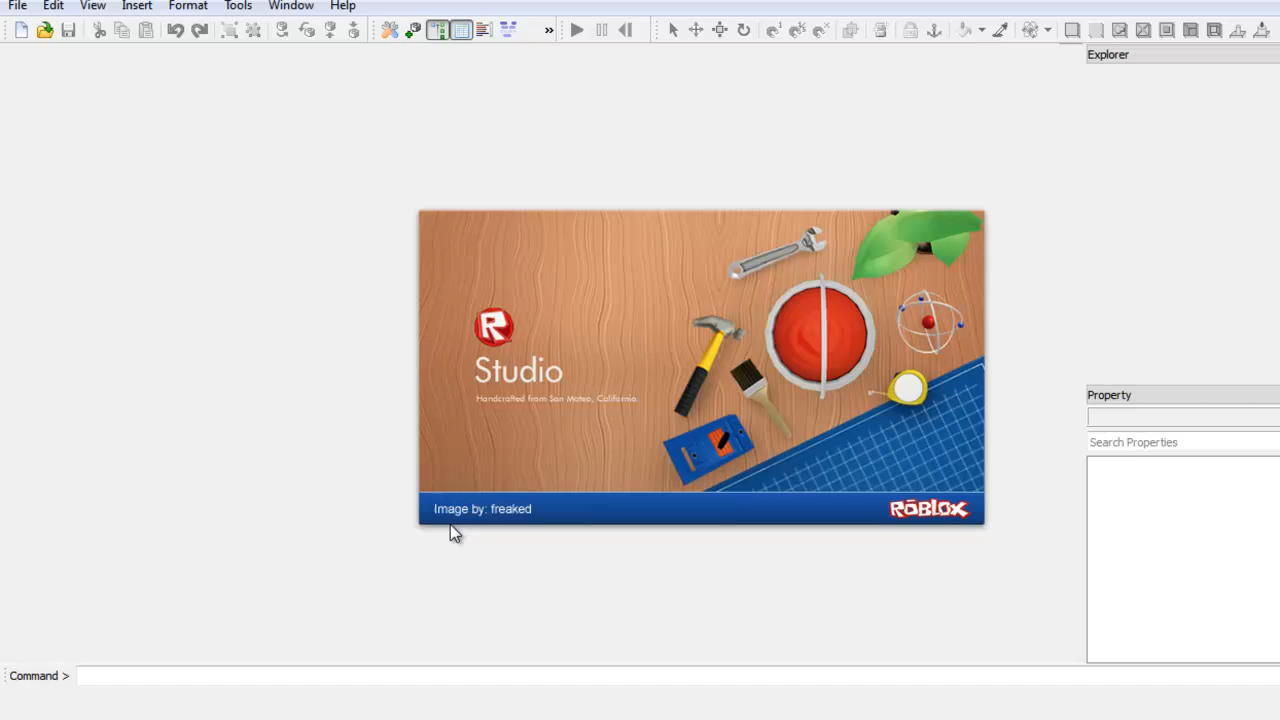 File Edit View Insert Format Tools Window Help
Explorer
R
Studio
Handcrafted from San Mateo, California.
Image by: freaked
ROBLOX
Property
Search Properties
Command >